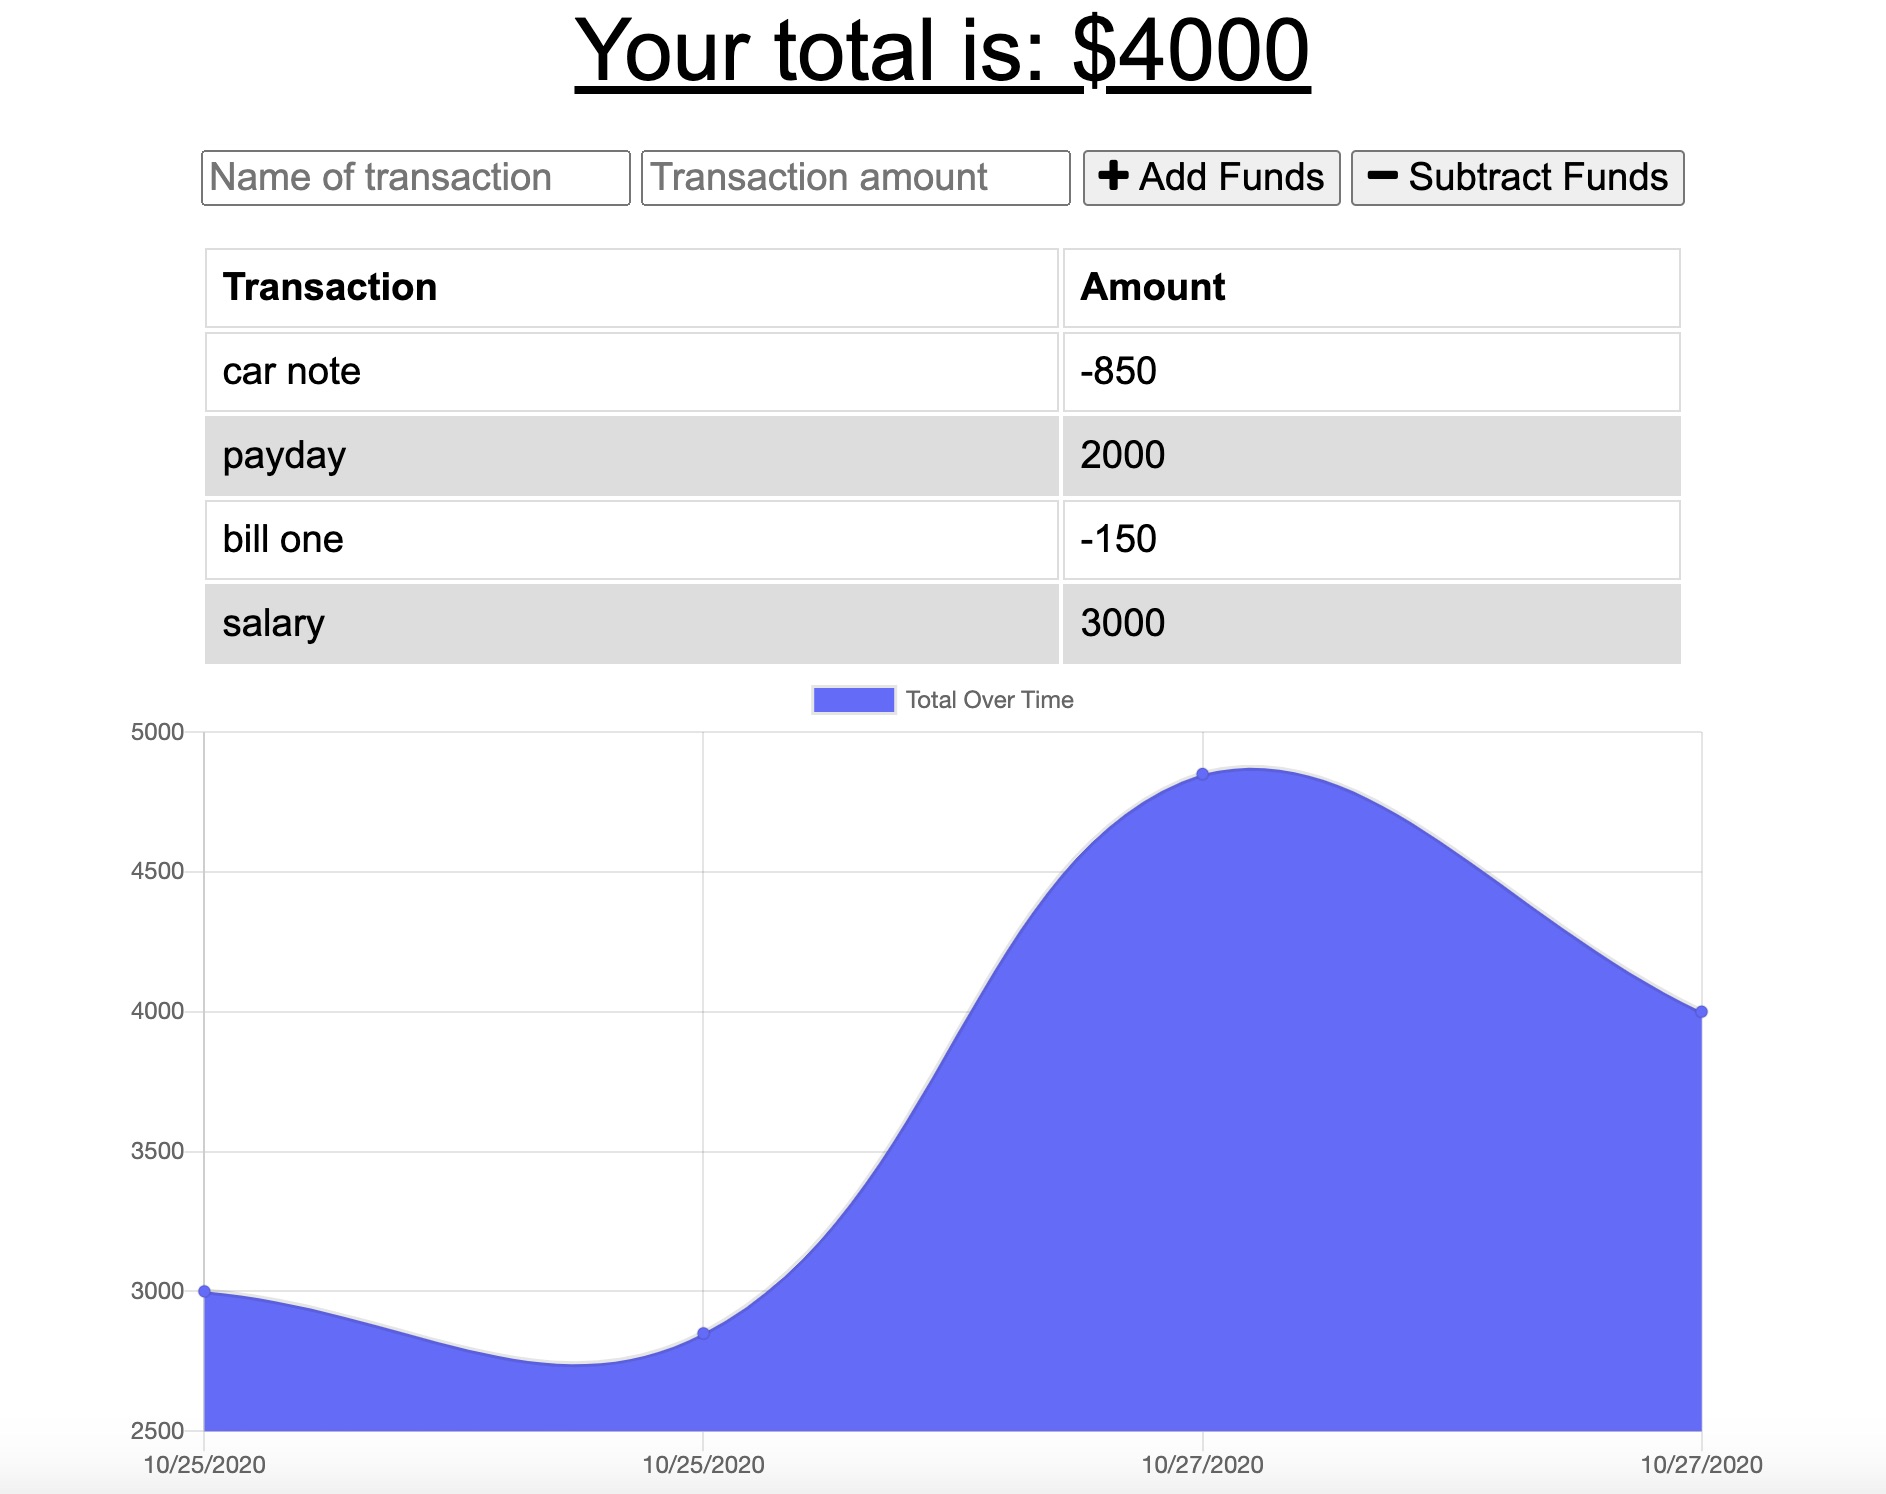 Your total is: $4000
Name of transaction Transaction amount + Add Funds − Subtract Funds
Transaction Amount
car note -850
payday 2000
bill one -150
salary 3000
Total Over Time
5000
4500
4000
3500
3000
2500
10/25/2020 10/25/2020 10/27/2020 10/27/2020